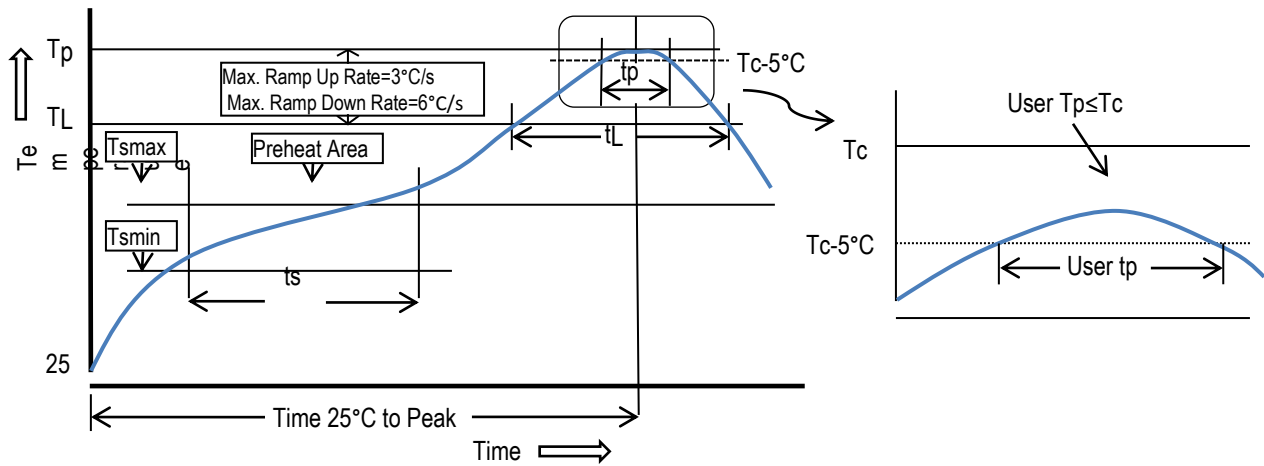 Tp
Max. Ramp Up Rate=3°C/s
Max. Ramp Down Rate=6°C/s
tp
Tc-5°C
TL
tL
Tsmax
Preheat Area
Tsmin
ts
25
Time 25°C to Peak
Time
User Tp≤Tc
Tc
Tc-5°C
User tp